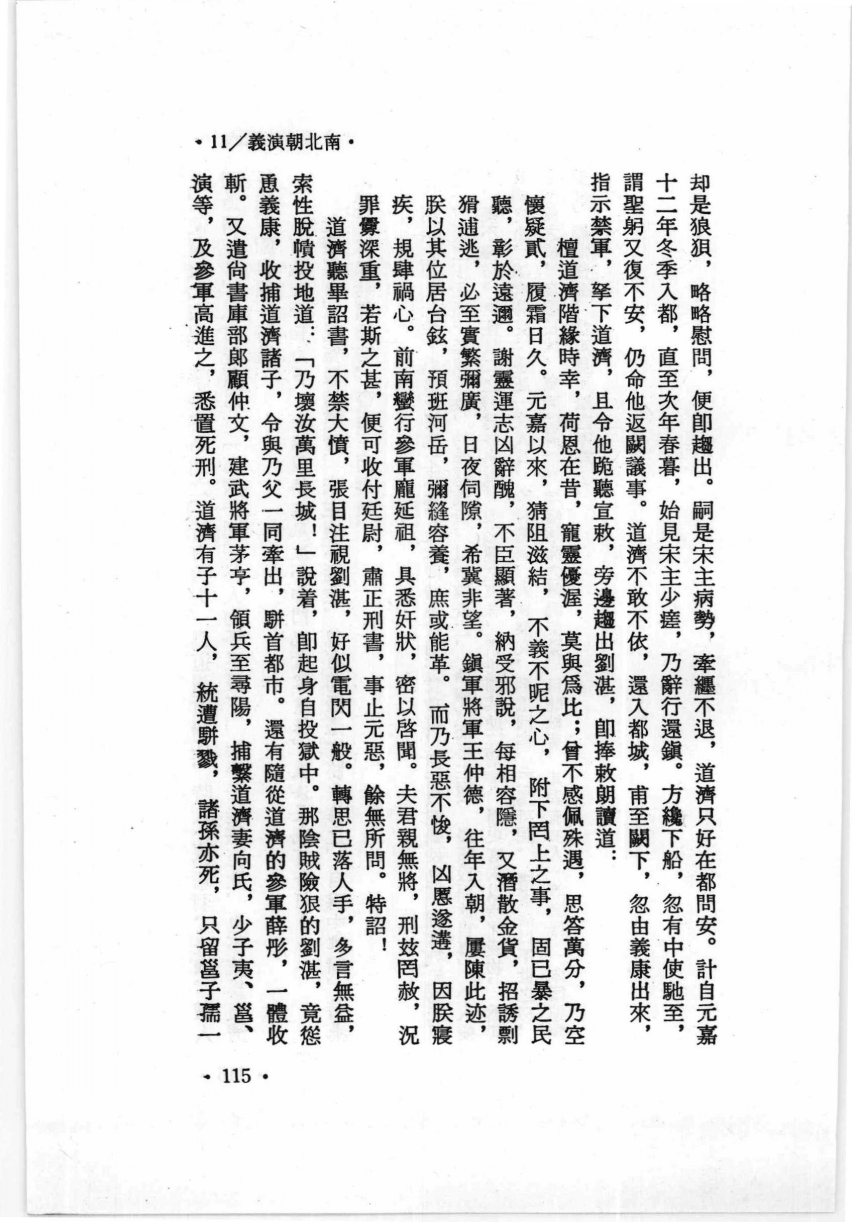 ·南北朝演義／11·
却是狼狽，略略慰問，便卽趨出。嗣是宋主病勢，牽纏不退，道濟只好在都問安。計自元嘉
十二年冬季入都，直至次年春暮，始見宋主少瘥，乃辭行還鎭。方纔下船，忽有中使馳至，
謂聖躬又復不安，仍命他返闕議事。道濟不敢不依，還入都城，甫至闕下，忽由義康出來，
指示禁軍，拏下道濟，且令他跪聽宣敕，旁邊趨出劉湛，卽捧敕朗讀道：
檀道濟階緣時幸，荷恩在昔，寵靈優渥，莫與爲比；曾不感佩殊遇，思答萬分，乃空
懷疑貳，履霜日久。元嘉以來，猜阻滋結，不義不昵之心，附下罔上之事，固已暴之民
聽，彰於遠邇。謝靈運志凶辭醜，不臣顯著，納受邪說，每相容隱，又潛散金貨，招誘剽
猾逋逃，必至實繁彌廣，日夜伺隙，希冀非望。鎭軍將軍王仲德，往年入朝，屢陳此迹，
朕以其位居台鉉，預班河岳，彌縫容養，庶或能革。而乃長惡不悛，凶慝遂遘，因朕寢
疾，規肆禍心。前南蠻行參軍龐延祖，具悉奸狀，密以啓聞。夫君親無將，刑玆罔赦，況
罪釁深重，若斯之甚，便可收付廷尉，肅正刑書，事止元惡，餘無所問。特詔！
道濟聽畢詔書，不禁大憤，張目注視劉湛，好似電閃一般。轉思已落人手，多言無益，
索性脫幘投地道：「乃壞汝萬里長城！」說着，卽起身自投獄中。那陰賊險狠的劉湛，竟慫
恿義康，收捕道濟諸子，令與乃父一同牽出，駢首都市。還有隨從道濟的參軍薛彤，一體收
斬。又遣尙書庫部郎顧仲文，建武將軍茅亨，領兵至尋陽，捕繫道濟妻向氏，少子夷、邕、
演等，及參軍高進之，悉置死刑。道濟有子十一人，統遭駢戮，諸孫亦死，只留邕子孺一
·115·